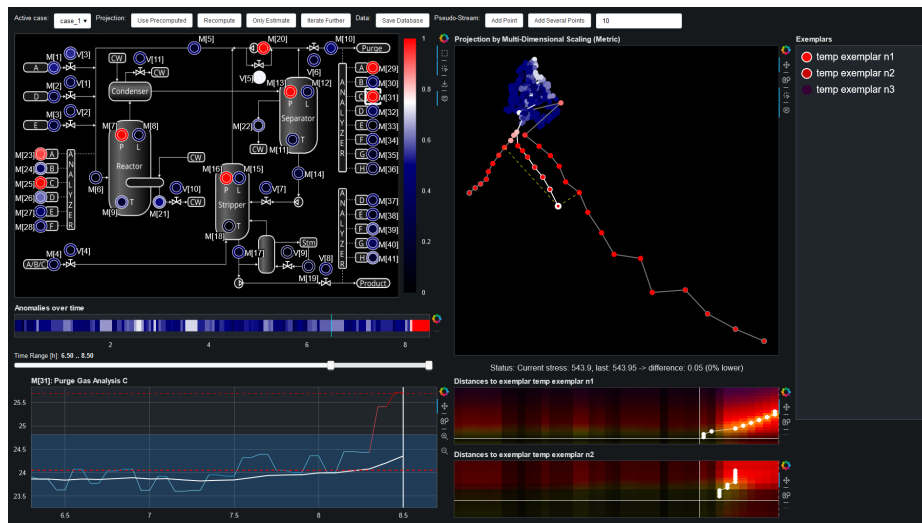 Active case: case_1 Projection: Use Precomputed Recompute Only Estimate Iterate Further Data: Save Database Pseudo-Stream: Add Point Add Several Points 10
M[1] V[3] M[5] M[20] M[10] Purge
A V[11] CW V[5] V[6] A M[29]
M[2] V[1] Condenser CW M[13] M[12] B M[30]
D P L C M[31]
M[3] V[2] Separator D M[32]
E M[7] M[8] M[22] E M[33]
P L M[11] T F M[34]
M[23] A Reactor CW M[16] M[15] M[14] G M[35]
M[24] B M[6] P L V[7] H M[36]
M[25] C V[10] Stripper
M[26] D M[9] T M[21] CW T D M[37]
M[27] E M[18] E M[38]
M[28] F Stm F M[39]
V[4] M[17] V[9] G M[40]
M[4] V[8] H M[41]
A/B/C M[19] Product
ANALYZER
ANALYZER
ANALYZER
1
0.8
0.6
0.4
0.2
0
Anomalies over time
2 4 6 8
Time Range [h]: 6.50 .. 8.50
M[31]: Purge Gas Analysis C
25.5
25
24.5
24
23.5
6.5 7 7.5 8 8.5
Projection by Multi-Dimensional Scaling (Metric)
Status: Current stress: 543.9, last: 543.95 -> difference: 0.05 (0% lower)
Distances to exemplar temp exemplar n1
Distances to exemplar temp exemplar n2
Exemplars
temp exemplar n1
temp exemplar n2
temp exemplar n3